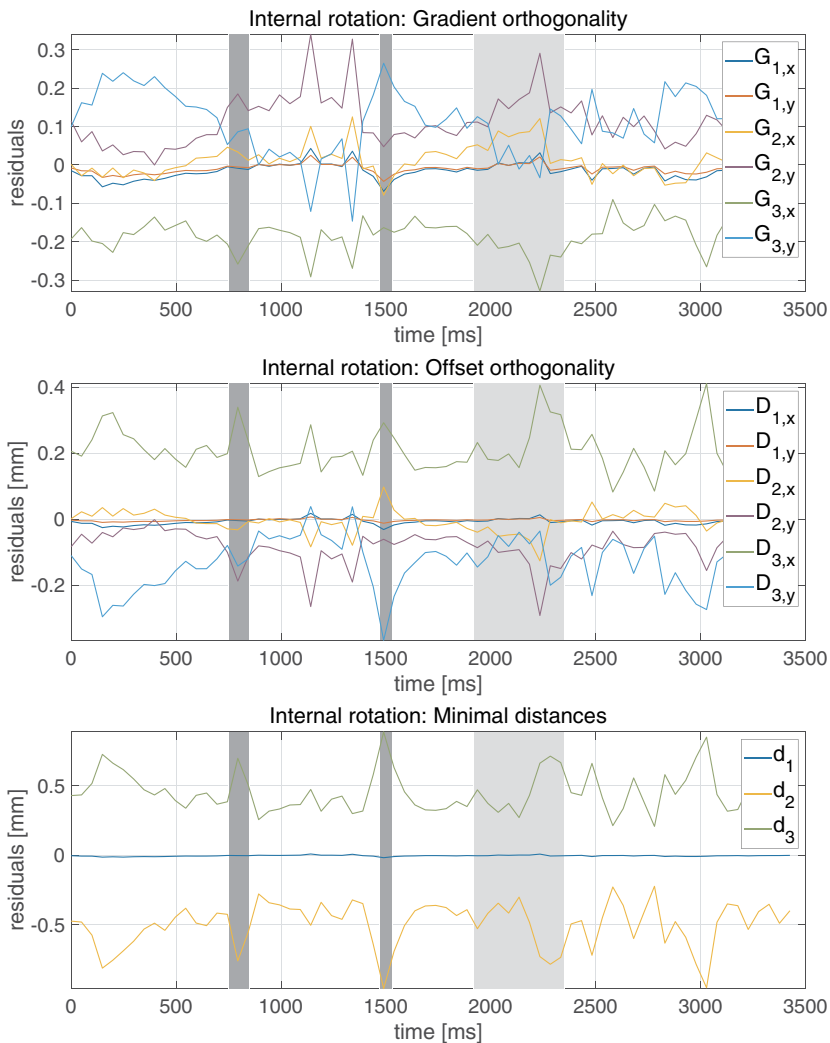 Internal rotation: Gradient orthogonality
residuals
0.3
0.2
0.1
0
-0.1
-0.2
-0.3
0 500 1000 1500 2000 2500 3000 3500
time [ms]
G1,x
G1,y
G2,x
G2,y
G3,x
G3,y
Internal rotation: Offset orthogonality
residuals [mm]
0.4
0.2
0
-0.2
0 500 1000 1500 2000 2500 3000 3500
time [ms]
D1,x
D1,y
D2,x
D2,y
D3,x
D3,y
Internal rotation: Minimal distances
residuals [mm]
0.5
0
-0.5
0 500 1000 1500 2000 2500 3000 3500
time [ms]
d1
d2
d3